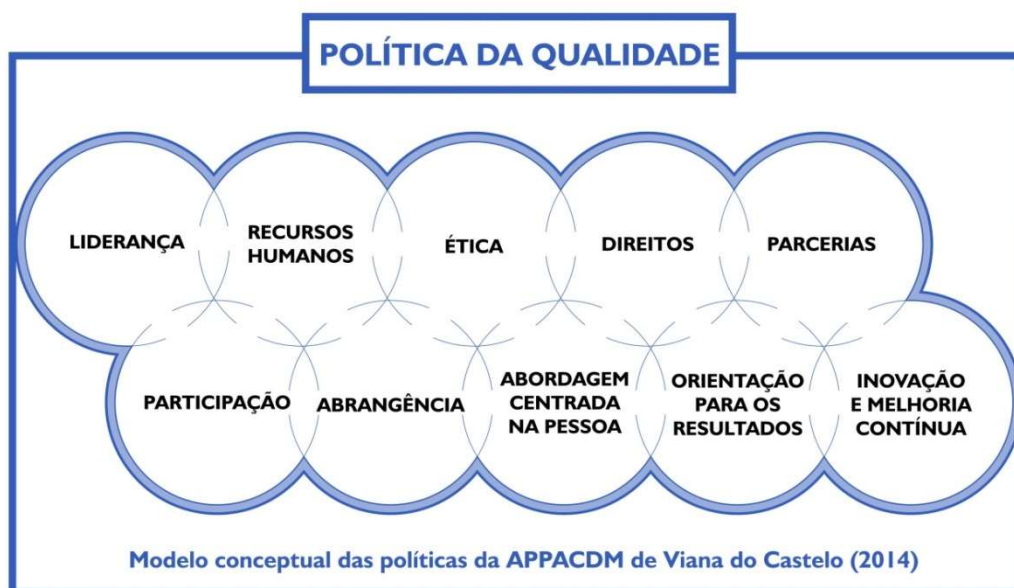 POLÍTICA DA QUALIDADE
LIDERANÇA
RECURSOS
HUMANOS
ÉTICA
DIREITOS
PARCERIAS
PARTICIPAÇÃO
ABRANGÊNCIA
ABORDAGEM
CENTRADA
NA PESSOA
ORIENTAÇÃO
PARA OS
RESULTADOS
INOVAÇÃO
E MELHORIA
CONTÍNUA
Modelo conceptual das políticas da APPACDM de Viana do Castelo (2014)